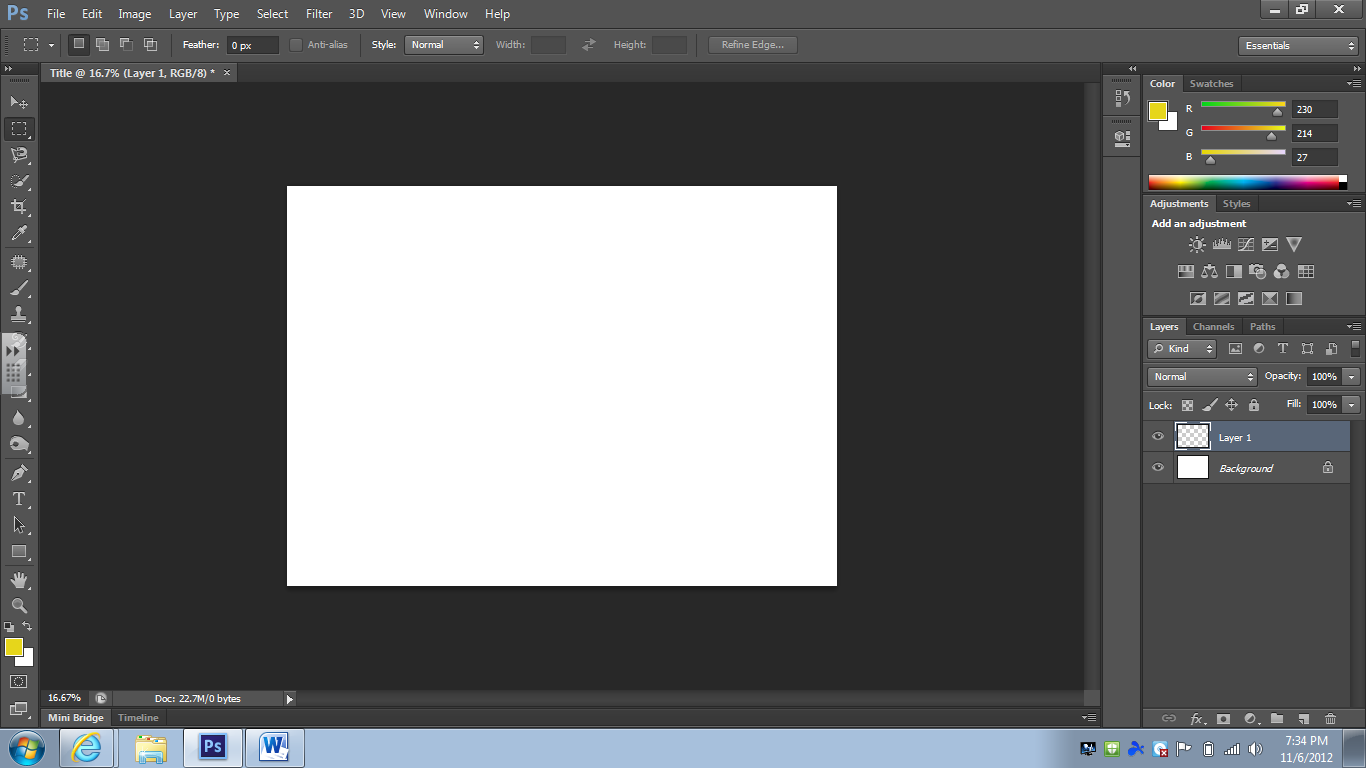 Ps File Edit Image Layer Type Select Filter 3D View Window Help
Feather: 0 px Anti-alias Style: Normal Width: Height: Refine Edge... Essentials
Title @ 16.7% (Layer 1, RGB/8) * ×
Color Swatches
R 230
G 214
B 27
Adjustments Styles
Add an adjustment
Layers Channels Paths
Kind T
Normal Opacity: 100%
Lock: Fill: 100%
Layer 1
Background
T
16.67% Doc: 22.7M/0 bytes
Mini Bridge Timeline
fx
Ps W 7:34 PM
11/6/2012